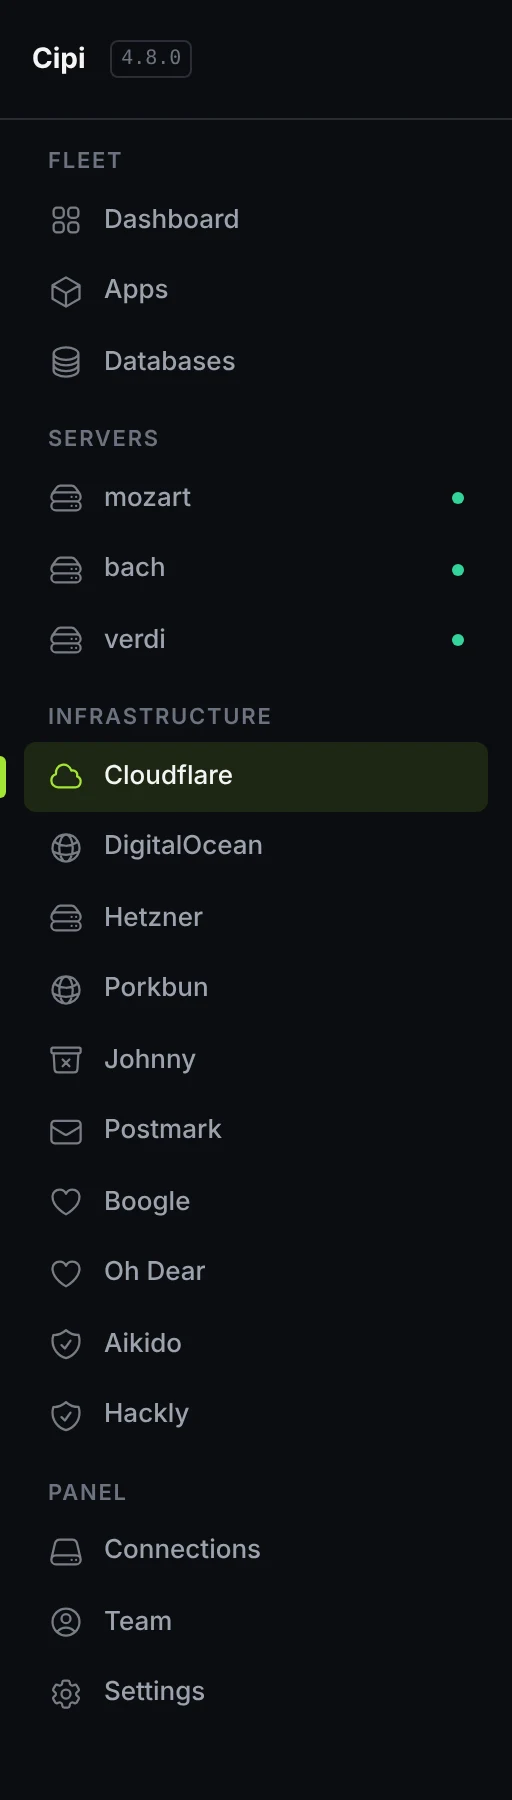 Cipi 4.8.0
FLEET
Dashboard
Apps
Databases
SERVERS
mozart
bach
verdi
INFRASTRUCTURE
Cloudflare
DigitalOcean
Hetzner
Porkbun
Johnny
Postmark
Boogle
Oh Dear
Aikido
Hackly
PANEL
Connections
Team
Settings